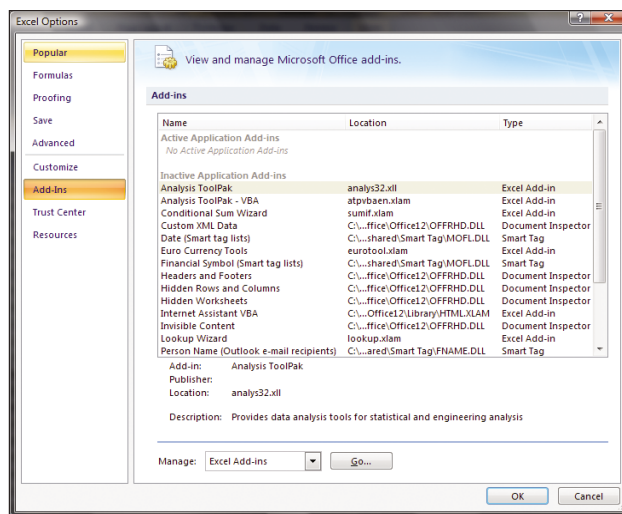 Excel Options
Popular
Formulas
Proofing
Save
Advanced
Customize
Add-Ins
Trust Center
Resources
View and manage Microsoft Office add-ins.
Add-ins
Name Location Type
Active Application Add-ins
No Active Application Add-ins
Inactive Application Add-ins
Analysis ToolPak analys32.xll Excel Add-in
Analysis ToolPak - VBA atpvbaen.xlam Excel Add-in
Conditional Sum Wizard sumif.xlam Excel Add-in
Custom XML Data C:\...ffice\Office12\OFFRHD.DLL Document Inspector
Date (Smart tag lists) C:\...shared\Smart Tag\MOFL.DLL Smart Tag
Euro Currency Tools eurotool.xlam Excel Add-in
Financial Symbol (Smart tag lists) C:\...shared\Smart Tag\MOFL.DLL Smart Tag
Headers and Footers C:\...ffice\Office12\OFFRHD.DLL Document Inspector
Hidden Rows and Columns C:\...ffice\Office12\OFFRHD.DLL Document Inspector
Hidden Worksheets C:\...ffice\Office12\OFFRHD.DLL Document Inspector
Internet Assistant VBA C:\...Office12\Library\HTML.XLAM Excel Add-in
Invisible Content C:\...ffice\Office12\OFFRHD.DLL Document Inspector
Lookup Wizard lookup.xlam Excel Add-in
Person Name (Outlook e-mail recipients) C:\...ared\Smart Tag\FNAME.DLL Smart Tag
Add-in: Analysis ToolPak
Publisher:
Location: analys32.xll
Description: Provides data analysis tools for statistical and engineering analysis
Manage: Excel Add-ins Go...
OK Cancel